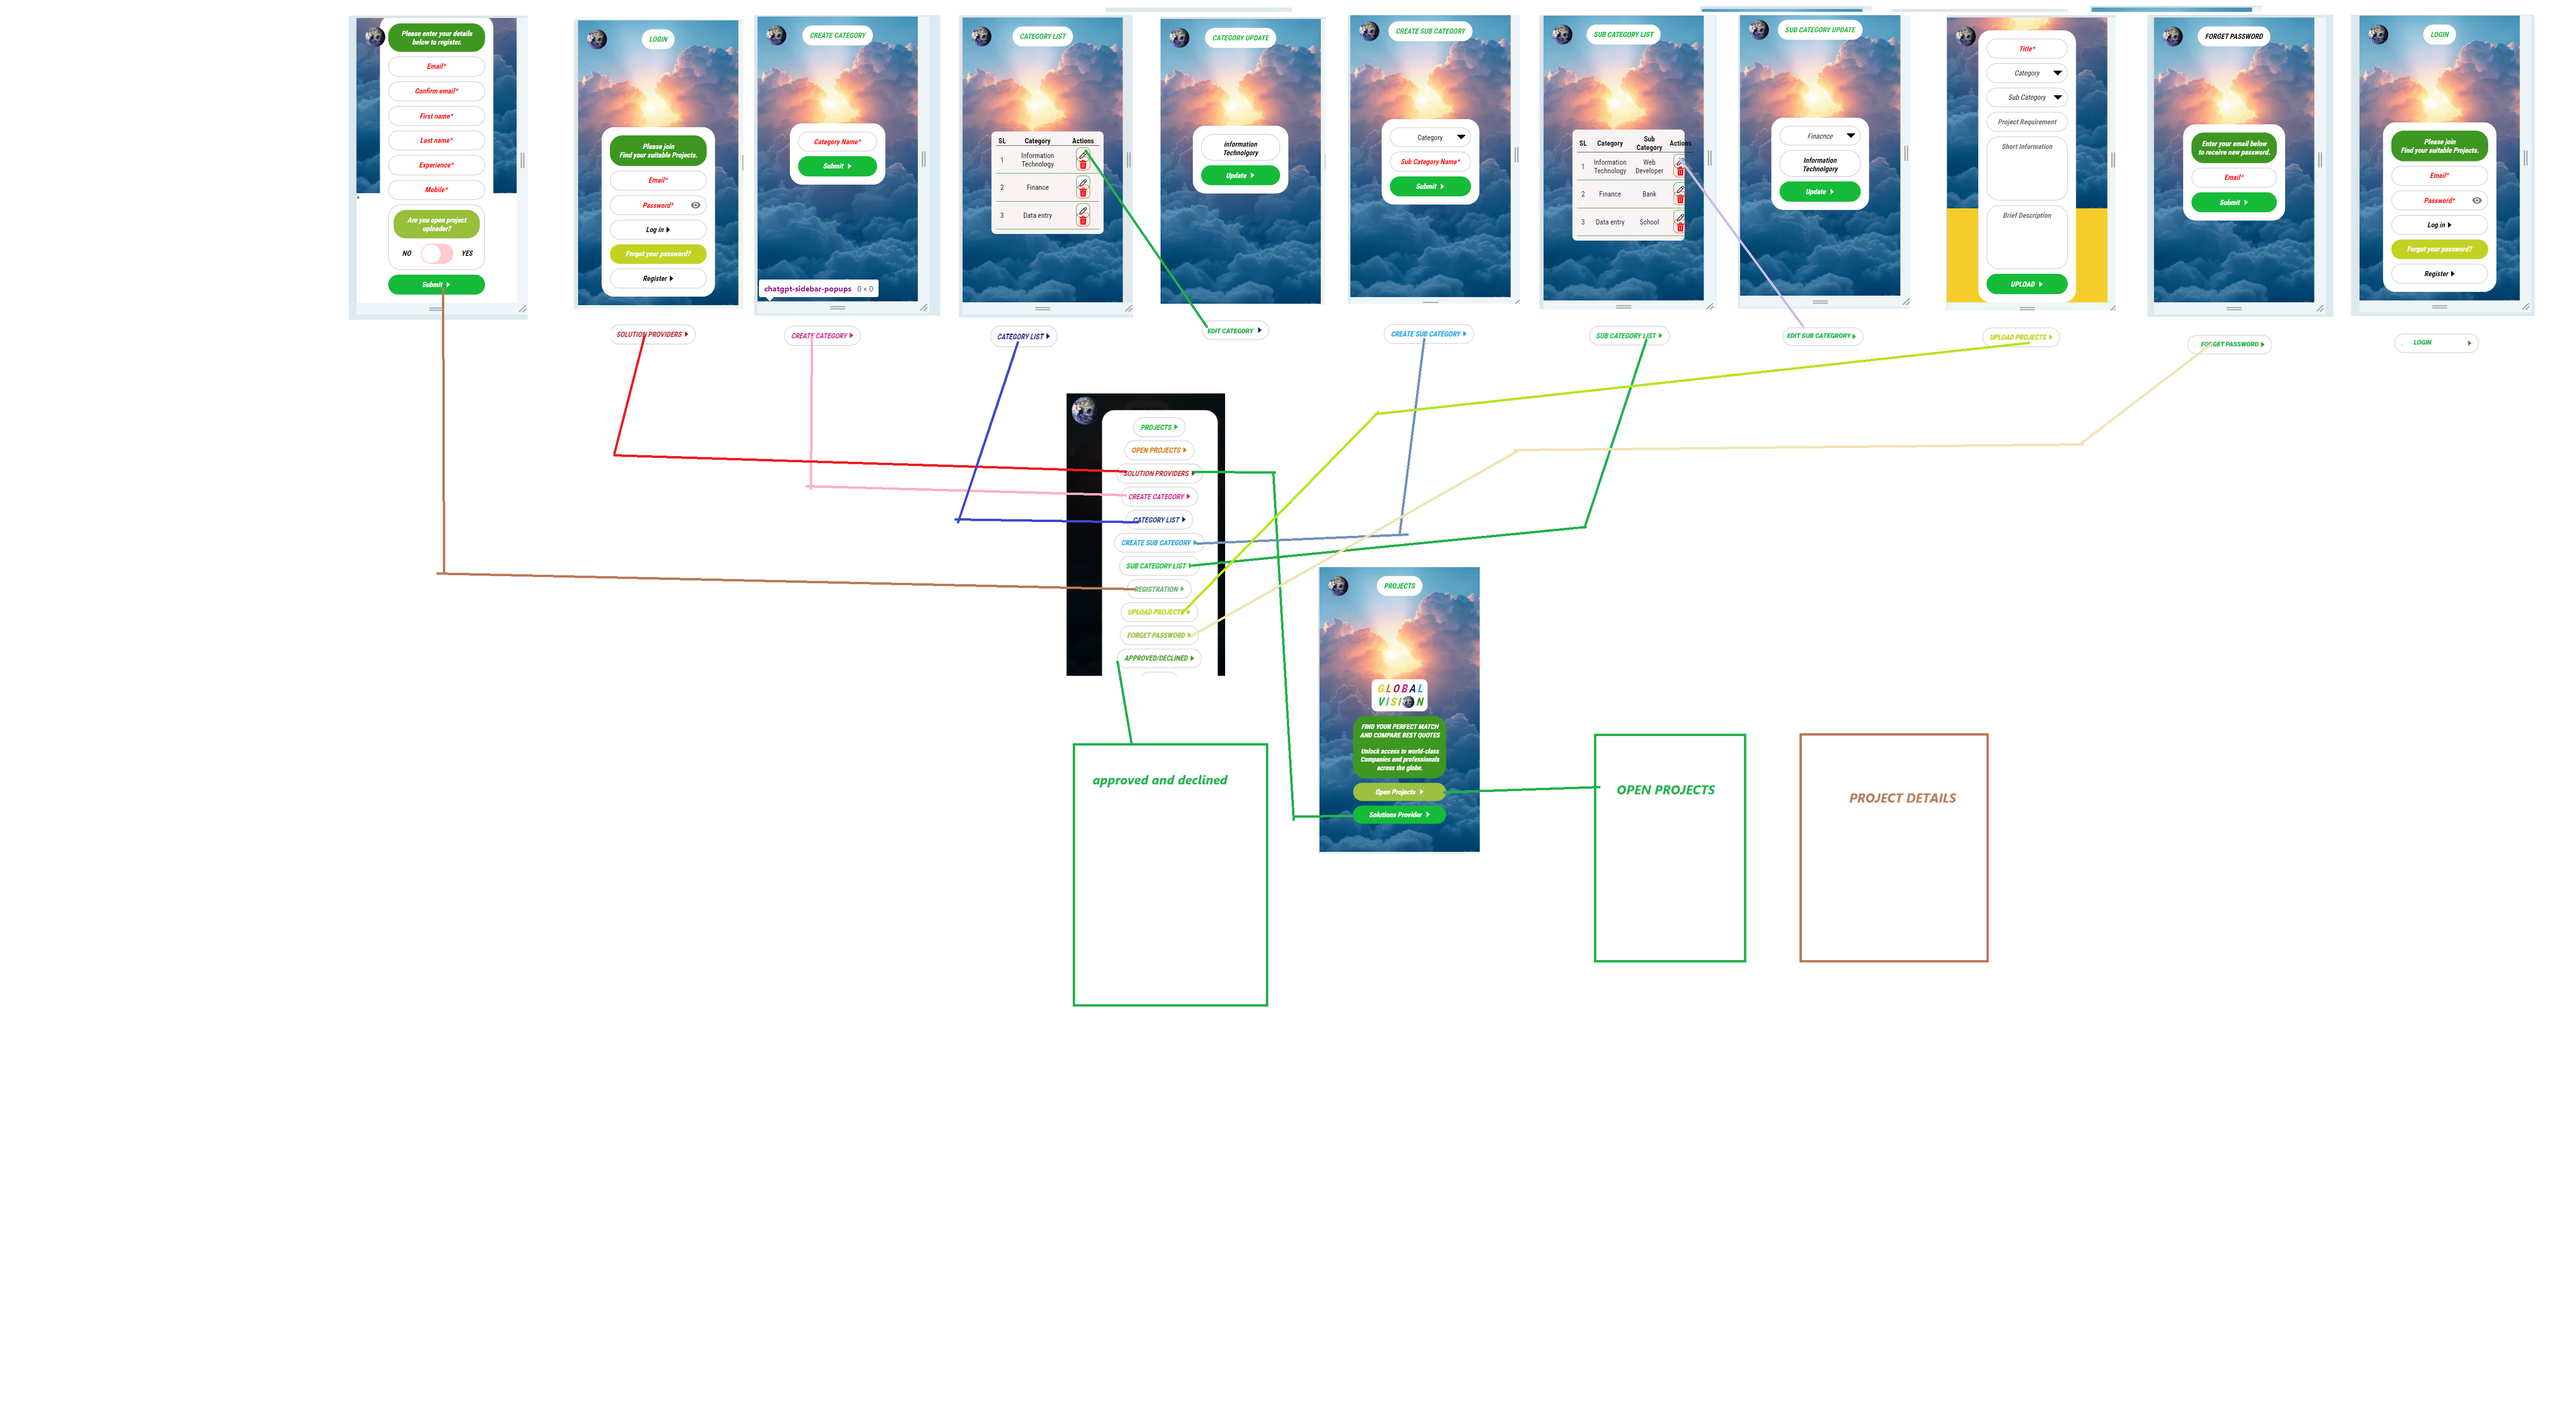 Please enter your details
below to register.
Email*
Confirm email*
First name*
Last name*
Experience*
Mobile*
Are you open project
uploader?
NO YES
Submit
LOGIN
Please join
Find your suitable Projects.
Email*
Password*
Log in
Forgot your password?
Register
CREATE CATEGORY
Category Name*
Submit
chatgpt-sidebar-popups 0 × 0
CATEGORY LIST
SL Category Actions
1 Information
Technology
2 Finance
3 Data entry
CATEGORY UPDATE
information
Technolgory
Update
CREATE SUB CATEGORY
Category
Sub Category Name*
Submit
SUB CATEGORY LIST
SL Category Sub
Category Actions
1 Information
Technology Web
Developer
2 Finance Bank
3 Data entry School
SUB CATEGORY UPDATE
Finacnce
Information
Technolgory
Update
Title*
Category
Sub Category
Project Requirement
Short Information
Brief Description
UPLOAD
FORGET PASSWORD
Enter your email below
to receive new password.
Email*
Submit
LOGIN
Please join
Find your suitable Projects.
Email*
Password*
Log in
Forgot your password?
Register
SOLUTION PROVIDERS
CREATE CATEGORY
CATEGORY LIST
EDIT CATEGORY
CREATE SUB CATEGORY
SUB CATEGORY LIST
EDIT SUB CATEGRORY
UPLOAD PROJECTS
FORGET PASSWORD
LOGIN
PROJECTS
OPEN PROJECTS
SOLUTION PROVIDERS
CREATE CATEGORY
CATEGORY LIST
CREATE SUB CATEGORY
SUB CATEGORY LIST
REGISTRATION
UPLOAD PROJECTS
FORGET PASSWORD
APPROVED/DECLINED
PROJECTS
GLOBAL
VISION
FIND YOUR PERFECT MATCH
AND COMPARE BEST QUOTES
Unlock access to world-class
Companies and professionals
across the globe.
Open Projects
Solutions Provider
approved and declined
OPEN PROJECTS
PROJECT DETAILS